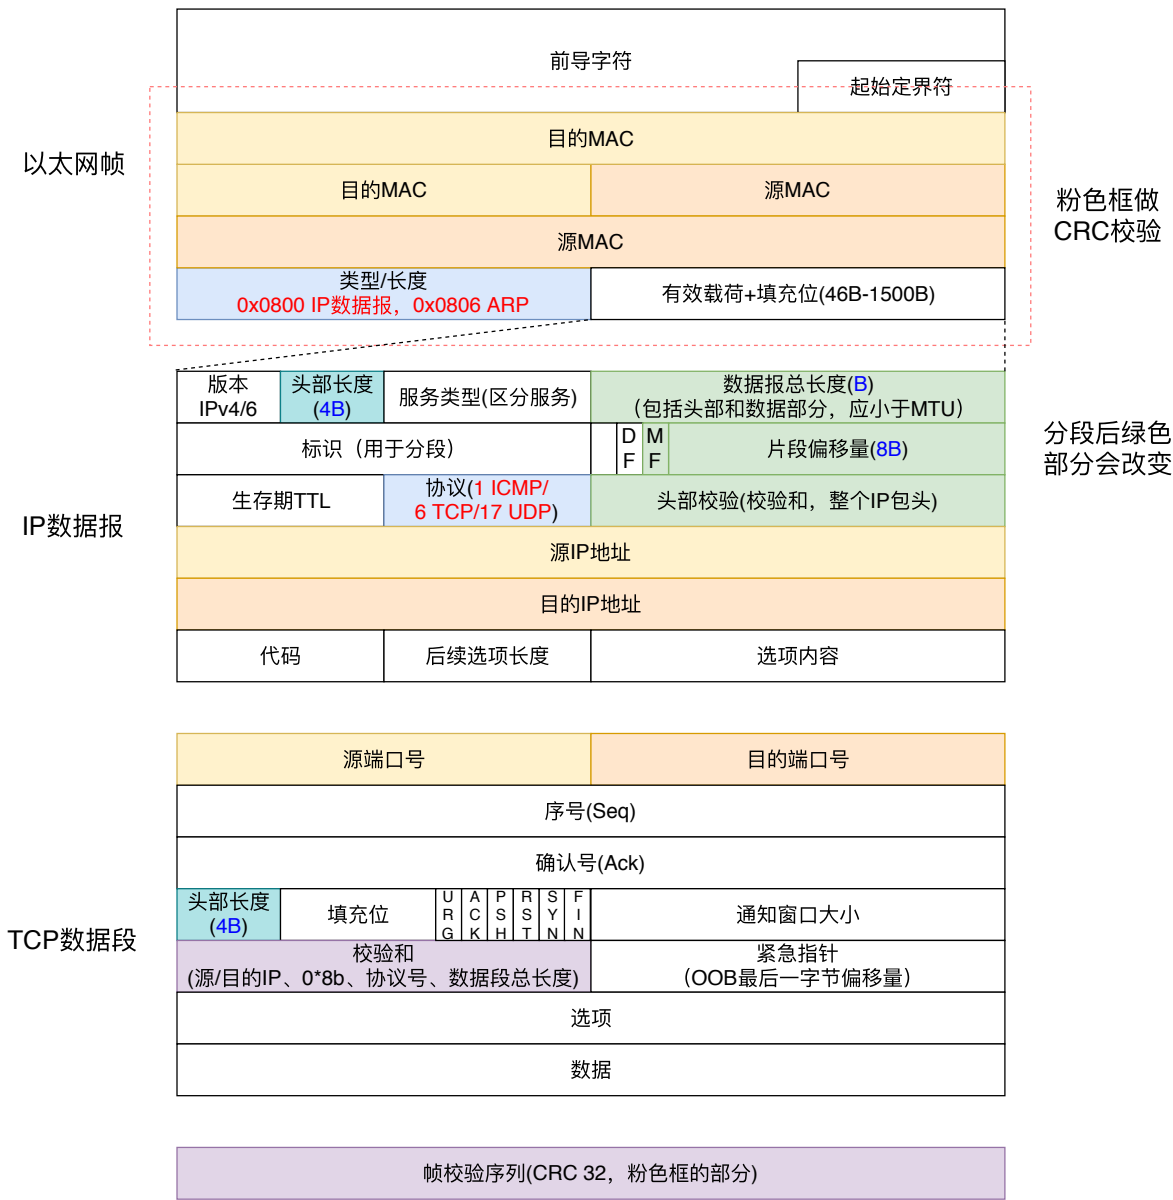 前导字符
起始定界符
以太网帧
目的MAC
目的MAC
源MAC
源MAC
粉色框做
CRC校验
类型/长度
0x0800 IP数据报，0x0806 ARP
有效载荷+填充位(46B-1500B)
版本
IPv4/6
头部长度
(4B)
服务类型(区分服务)
数据报总长度(B)
（包括头部和数据部分，应小于MTU）
标识（用于分段）
DF
MF
片段偏移量(8B)
分段后绿色
部分会改变
IP数据报
生存期TTL
协议(1 ICMP/
6 TCP/17 UDP)
头部校验(校验和，整个IP包头)
源IP地址
目的IP地址
代码
后续选项长度
选项内容
源端口号
目的端口号
序号(Seq)
确认号(Ack)
TCP数据段
头部长度
(4B)
填充位
URG
ACK
PSH
RST
SYN
FIN
通知窗口大小
校验和
(源/目的IP、0*8b、协议号、数据段总长度)
紧急指针
（OOB最后一字节偏移量）
选项
数据
帧校验序列(CRC 32，粉色框的部分)